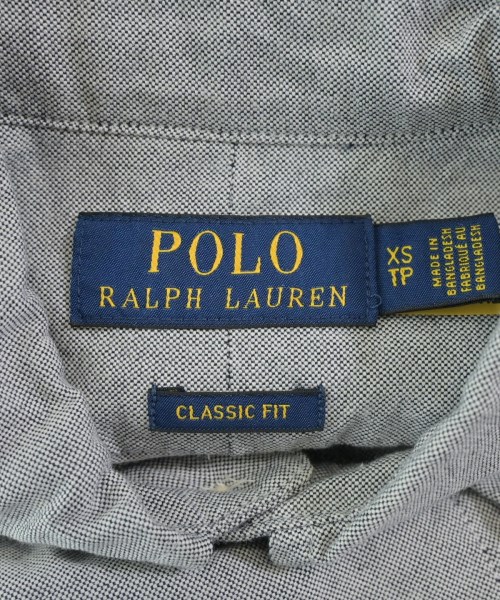 POLO
RALPH LAUREN
XS
TP
MADE IN
BANGLADESH
FABRIQUÉ AU
BANGLADESH
CLASSIC FIT